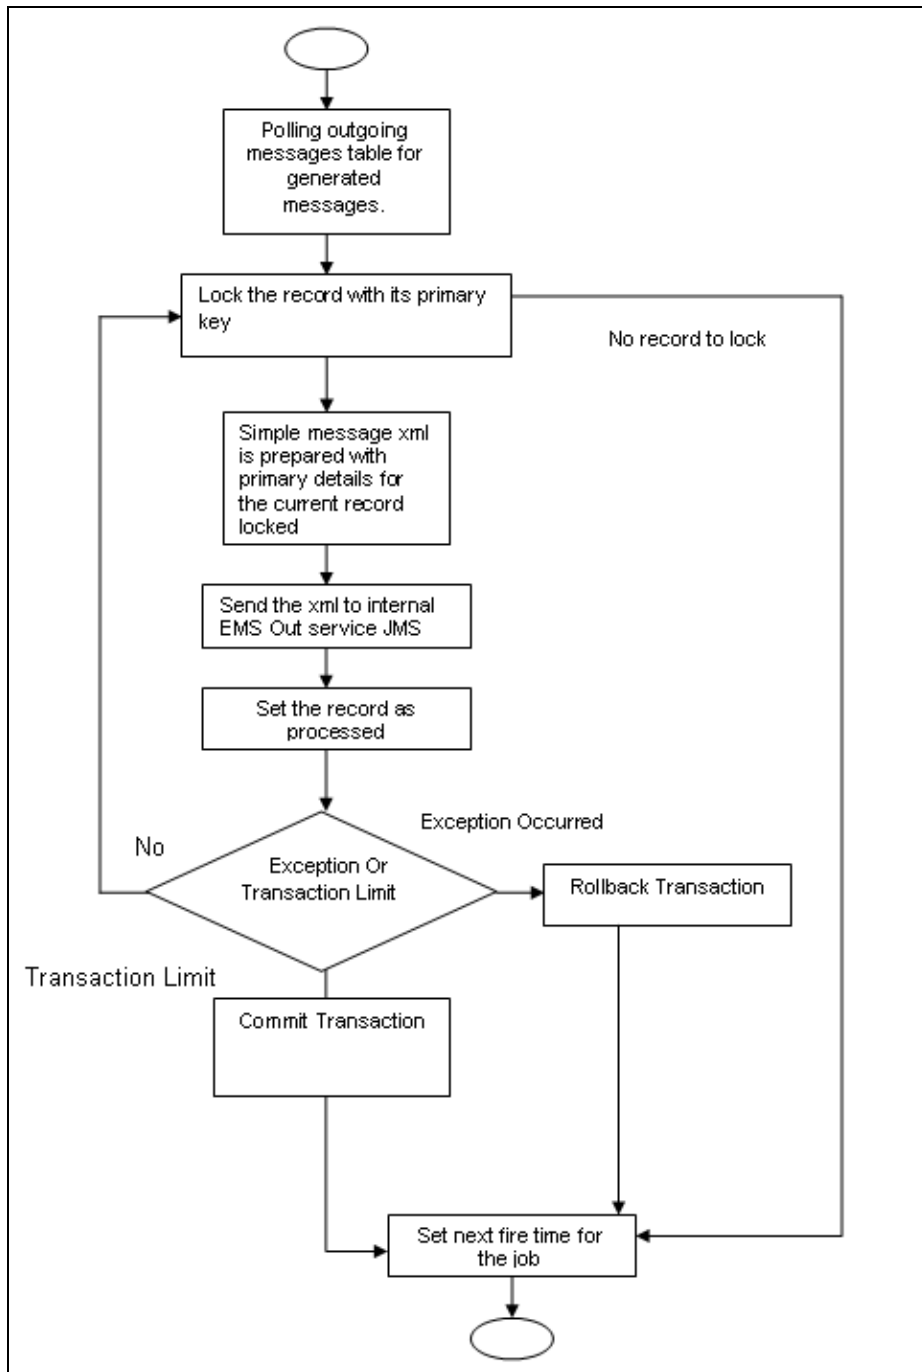 Polling outgoing
messages table for
generated
messages.
Lock the record with its primary
key
No record to lock
Simple message xml
is prepared with
primary details for
the current record
locked
Send the xml to internal
EMS Out service JMS
Set the record as
processed
Exception Occurred
No
Exception Or
Transaction Limit
Rollback Transaction
Transaction Limit
Commit Transaction
Set next fire time for
the job